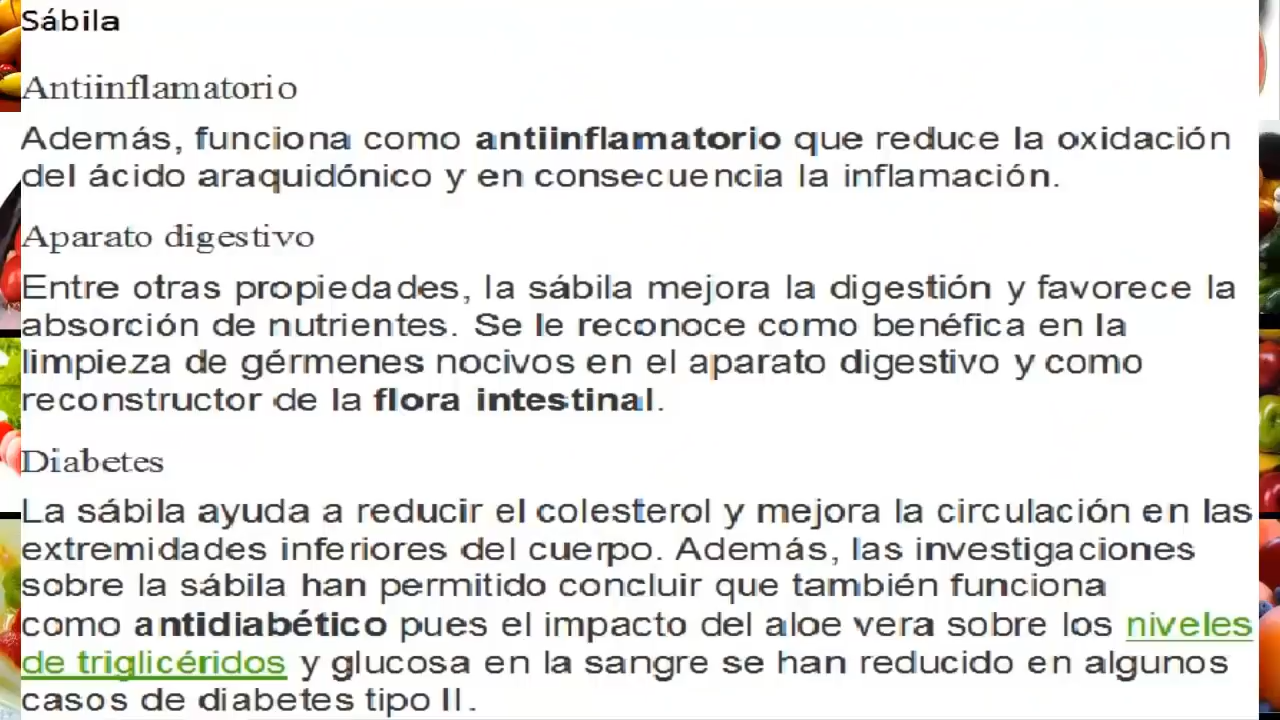 Sábila
Antiinflamatorio
Además, funciona como antiinflamatorio que reduce la oxidación
del ácido araquidónico y en consecuencia la inflamación.
Aparato digestivo
Entre otras propiedades, la sábila mejora la digestión y favorece la
absorción de nutrientes. Se le reconoce como benéfica en la
limpieza de gérmenes nocivos en el aparato digestivo y como
reconstructor de la flora intestinal.
Diabetes
La sábila ayuda a reducir el colesterol y mejora la circulación en las
extremidades inferiores del cuerpo. Además, las investigaciones
sobre la sábila han permitido concluir que también funciona
como antidiabético pues el impacto del aloe vera sobre los niveles
de triglicéridos y glucosa en la sangre se han reducido en algunos
casos de diabetes tipo II.